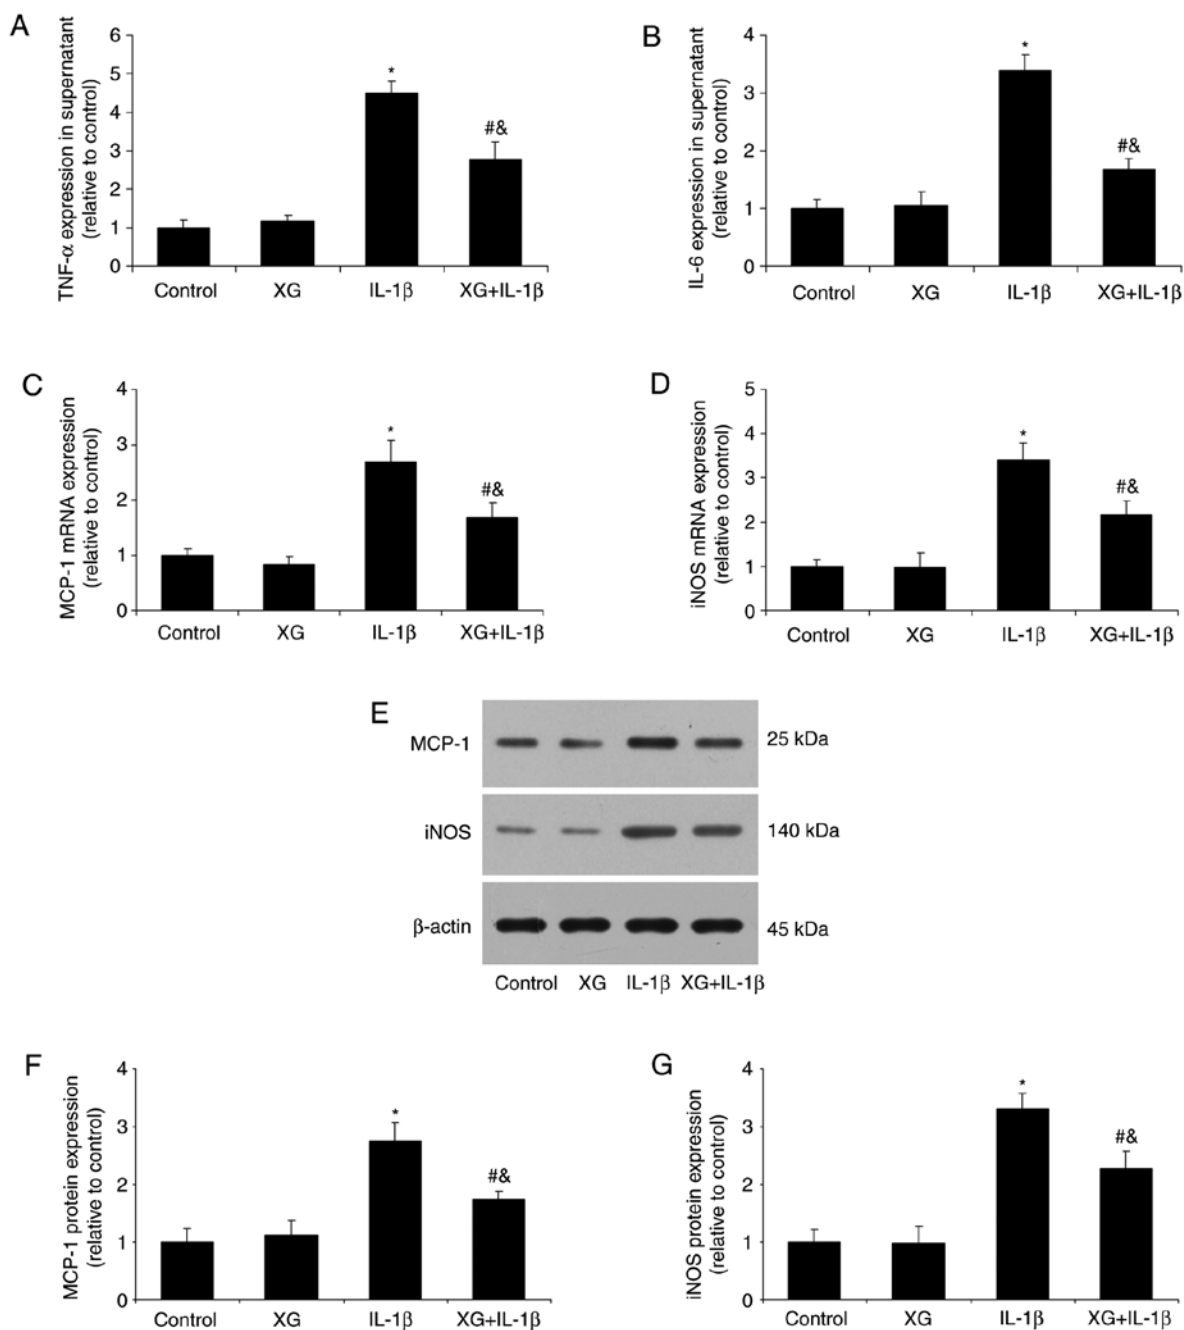 A
TNF-α expression in supernatant
(relative to control)
6
5
4
3
2
1
0
*
#&
Control XG IL-1β XG+IL-1β
B
IL-6 expression in supernatant
(relative to control)
4
3
2
1
0
*
#&
Control XG IL-1β XG+IL-1β
C
MCP-1 mRNA expression
(relative to control)
4
3
2
1
0
*
#&
Control XG IL-1β XG+IL-1β
D
iNOS mRNA expression
(relative to control)
5
4
3
2
1
0
*
#&
Control XG IL-1β XG+IL-1β
E
MCP-1 25 kDa
iNOS 140 kDa
β-actin 45 kDa
Control XG IL-1β XG+IL-1β
F
MCP-1 protein expression
(relative to control)
4
3
2
1
0
*
#&
Control XG IL-1β XG+IL-1β
G
iNOS protein expression
(relative to control)
4
3
2
1
0
*
#&
Control XG IL-1β XG+IL-1β